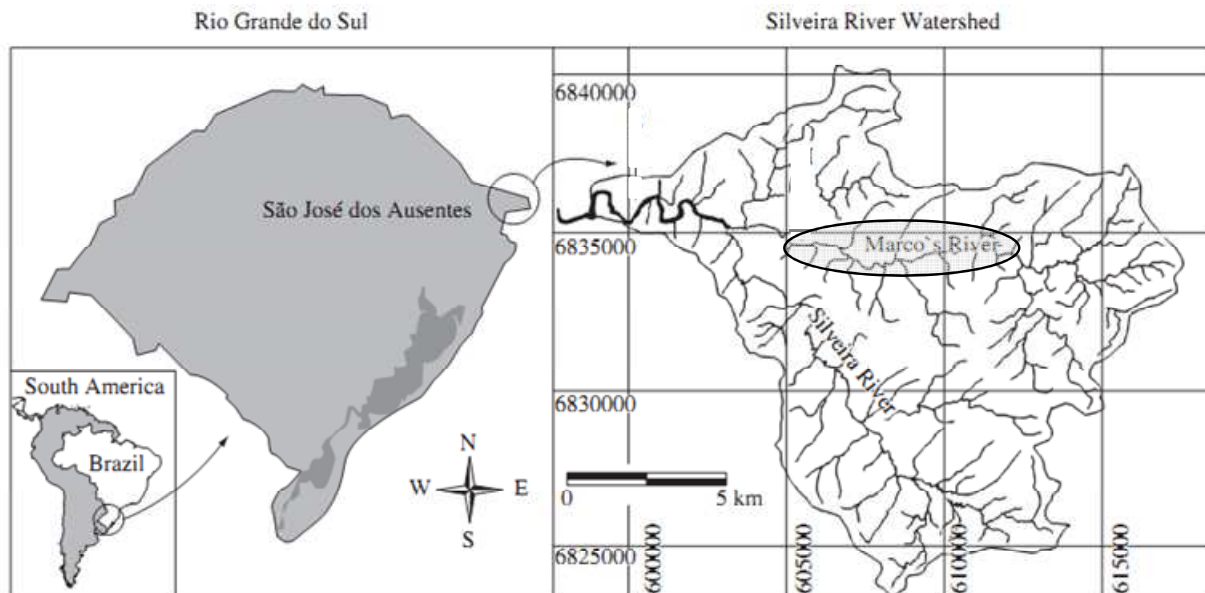 Rio Grande do Sul
Silveira River Watershed
São José dos Ausentes
South America
Brazil
N
W E
S
6840000
6835000
Marco`s River
Silveira River
6830000
0 5 km
6825000
600000
605000
610000
615000